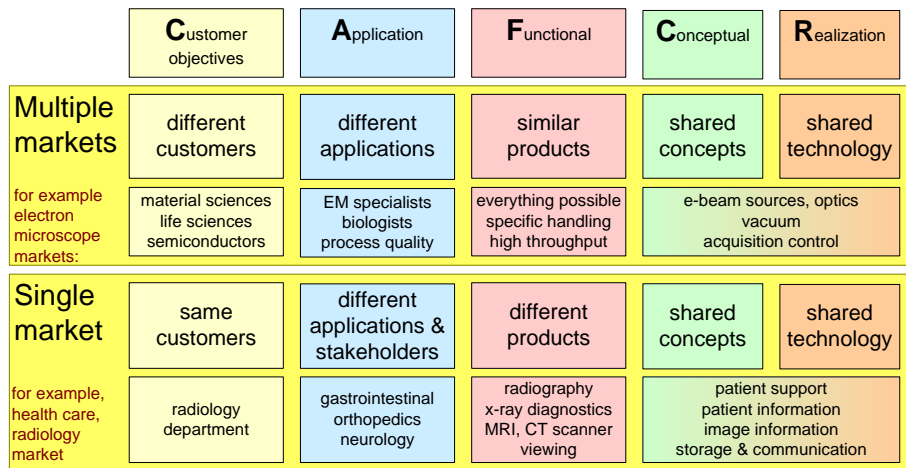 Customer
objectives
Application
Functional
Conceptual
Realization
Multiple
markets
different
customers
different
applications
similar
products
shared
concepts
shared
technology
for example
electron
microscope
markets:
material sciences
life sciences
semiconductors
EM specialists
biologists
process quality
everything possible
specific handling
high throughput
e-beam sources, optics
vacuum
acquisition control
Single
market
same
customers
different
applications &
stakeholders
different
products
shared
concepts
shared
technology
for example,
health care,
radiology
market
radiology
department
gastrointestinal
orthopedics
neurology
radiography
x-ray diagnostics
MRI, CT scanner
viewing
patient support
patient information
image information
storage & communication